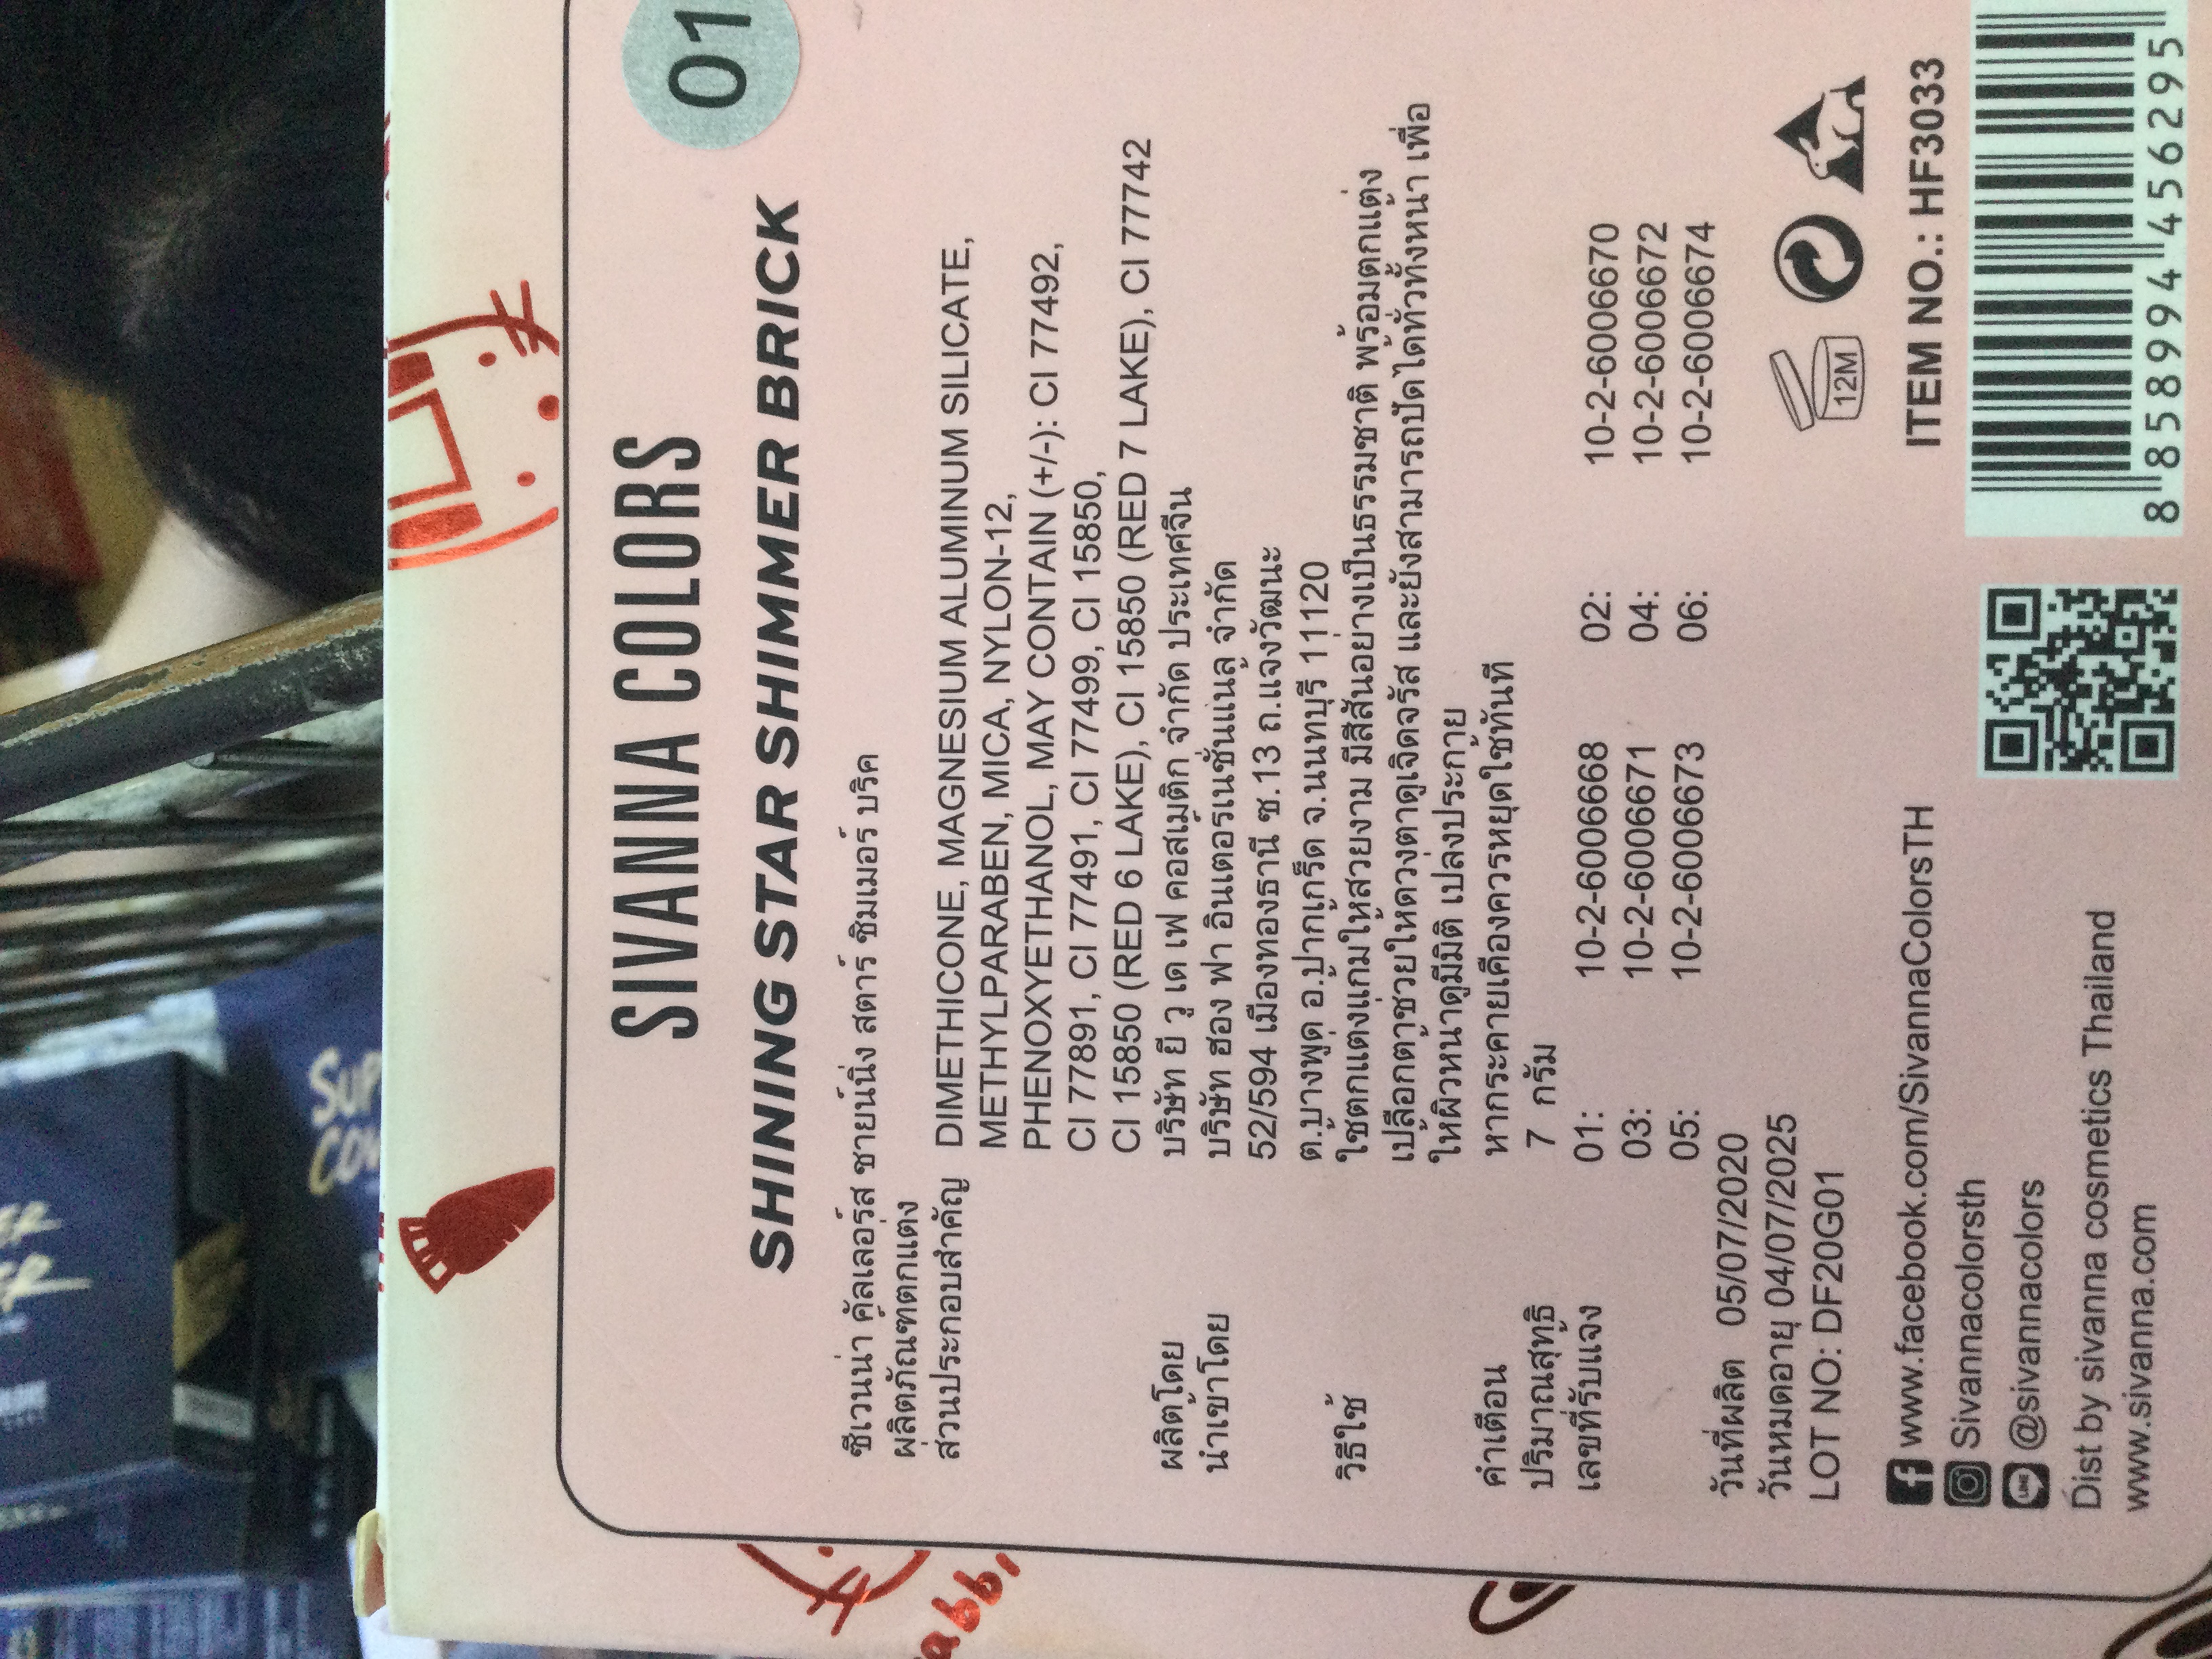 SIVANNA COLORS
01
SHINING STAR SHIMMER BRICK
ซีเวนน่า คัลเลอร์ส ชายน์นิ่ง สตาร์ ชิมเมอร์ บริค
ผลิตภัณฑ์ตกแต่ง
ส่วนประกอบสำคัญ DIMETHICONE, MAGNESIUM ALUMINUM SILICATE,
METHYLPARABEN, MICA, NYLON-12,
PHENOXYETHANOL, MAY CONTAIN (+/-): CI 77492,
CI 77891, CI 77491, CI 77499, CI 15850,
CI 15850 (RED 6 LAKE), CI 15850 (RED 7 LAKE), CI 77742
ผลิตโดย บริษัท ยี วู เด เฟ คอสเมติก จำกัด ประเทศจีน
นำเข้าโดย บริษัท ฮอง ฟา อินเตอร์เนชั่นแนล จำกัด
52/594 เมืองทองธานี ซ.13 ถ.แจ้งวัฒนะ
ต.บางพูด อ.ปากเกร็ด จ.นนทบุรี 11120
วิธีใช้ ใช้ตกแต่งแก้มให้สวยงาม มีสีสันอย่างเป็นธรรมชาติ พร้อมตกแต่ง
เปลือกตาช่วยให้ดวงตาดูเจิดจรัส และยังสามารถปัดได้ทั่วทั้งหน้า เพื่อ
ให้ผิวหน้าดูมีมิติ เปล่งประกาย
คำเตือน หากระคายเคืองควรหยุดใช้ทันที
ปริมาณสุทธิ 7 กรัม
เลขที่รับแจ้ง 01: 10-2-6006668 02: 10-2-6006670
03: 10-2-6006671 04: 10-2-6006672
05: 10-2-6006673 06: 10-2-6006674
วันที่ผลิต 05/07/2020
วันหมดอายุ 04/07/2025
LOT NO: DF20G01
12M
www.facebook.com/SivannaColorsTH
Sivannacolorsth
LINE @sivannacolors
Dist by sivanna cosmetics Thailand
www.sivanna.com
ITEM NO.: HF3033
8 858994 456295